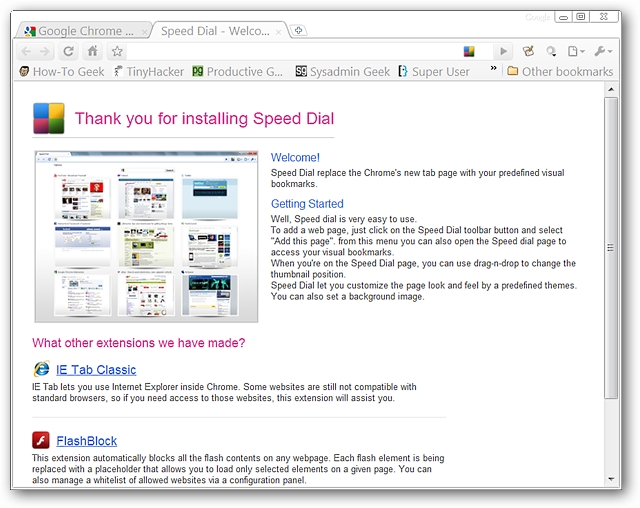 Google
Google Chrome ...
Speed Dial - Welco...
How-To Geek
TinyHacker
Productive G...
Sysadmin Geek
Super User
»
Other bookmarks
Thank you for installing Speed Dial
Welcome!
Speed Dial replace the Chrome's new tab page with your predefined visual
bookmarks.
Getting Started
Well, Speed dial is very easy to use.
To add a web page, just click on the Speed Dial toolbar button and select
"Add this page". from this menu you can also open the Speed dial page to
access your visual bookmarks.
When you're on the Speed Dial page, you can use drag-n-drop to change the
thumbnail position.
Speed Dial let you customize the page look and feel by a predefined themes.
You can also set a background image.
What other extensions we have made?
IE Tab Classic
IE Tab lets you use Internet Explorer inside Chrome. Some websites are still not compatible with
standard browsers, so if you need access to those websites, this extension will assist you.
FlashBlock
This extension automatically blocks all the flash contents on any webpage. Each flash element is being
replaced with a placeholder that allows you to load only selected elements on a given page. You can
also manage a whitelist of allowed websites via a configuration panel.